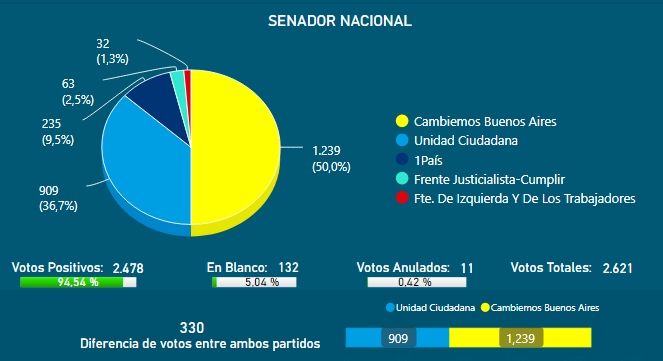 SENADOR NACIONAL
32
(1,3%)
63
(2,5%)
235
(9,5%)
909
(36,7%)
1.239
(50,0%)
Cambiemos Buenos Aires
Unidad Ciudadana
1País
Frente Justicialista-Cumplir
Fte. De Izquierda Y De Los Trabajadores
Votos Positivos: 2.478
94,54 %
En Blanco: 132
5,04 %
Votos Anulados: 11
0,42 %
Votos Totales: 2.621
Unidad Ciudadana Cambiemos Buenos Aires
330
Diferencia de votos entre ambos partidos
909 1,239